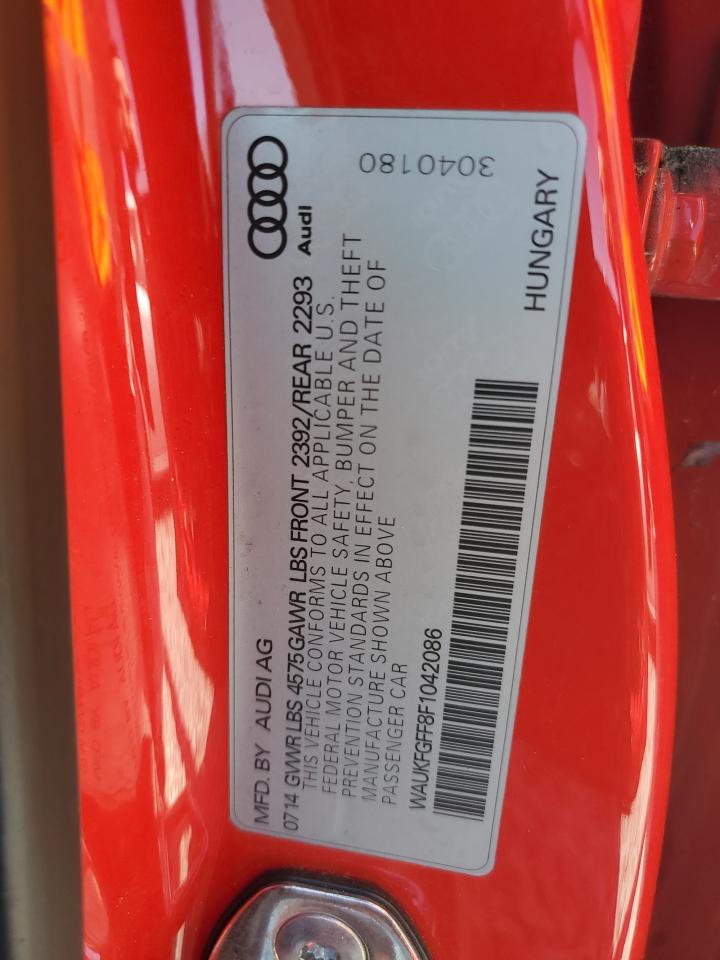 Audi
3040180
MFD. BY AUDI AG
0714 GVWR LBS 4575 GAWR LBS FRONT 2392/REAR 2293
THIS VEHICLE CONFORMS TO ALL APPLICABLE U.S.
FEDERAL MOTOR VEHICLE SAFETY, BUMPER AND THEFT
PREVENTION STANDARDS IN EFFECT ON THE DATE OF
MANUFACTURE SHOWN ABOVE
PASSENGER CAR
WAUKFGFF8F1042086
HUNGARY